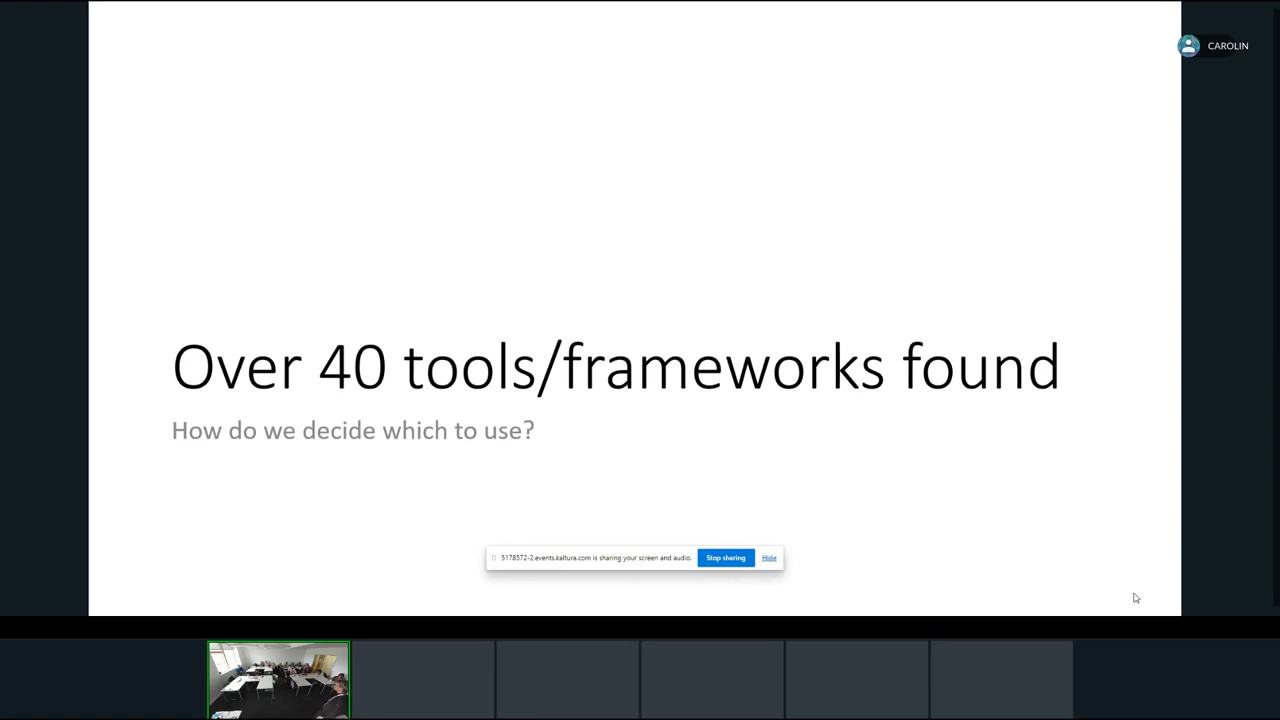 CAROLIN
Over 40 tools/frameworks found
How do we decide which to use?
5178572-2.events.kaltura.com is sharing your screen and audio.
Stop sharing
Hide